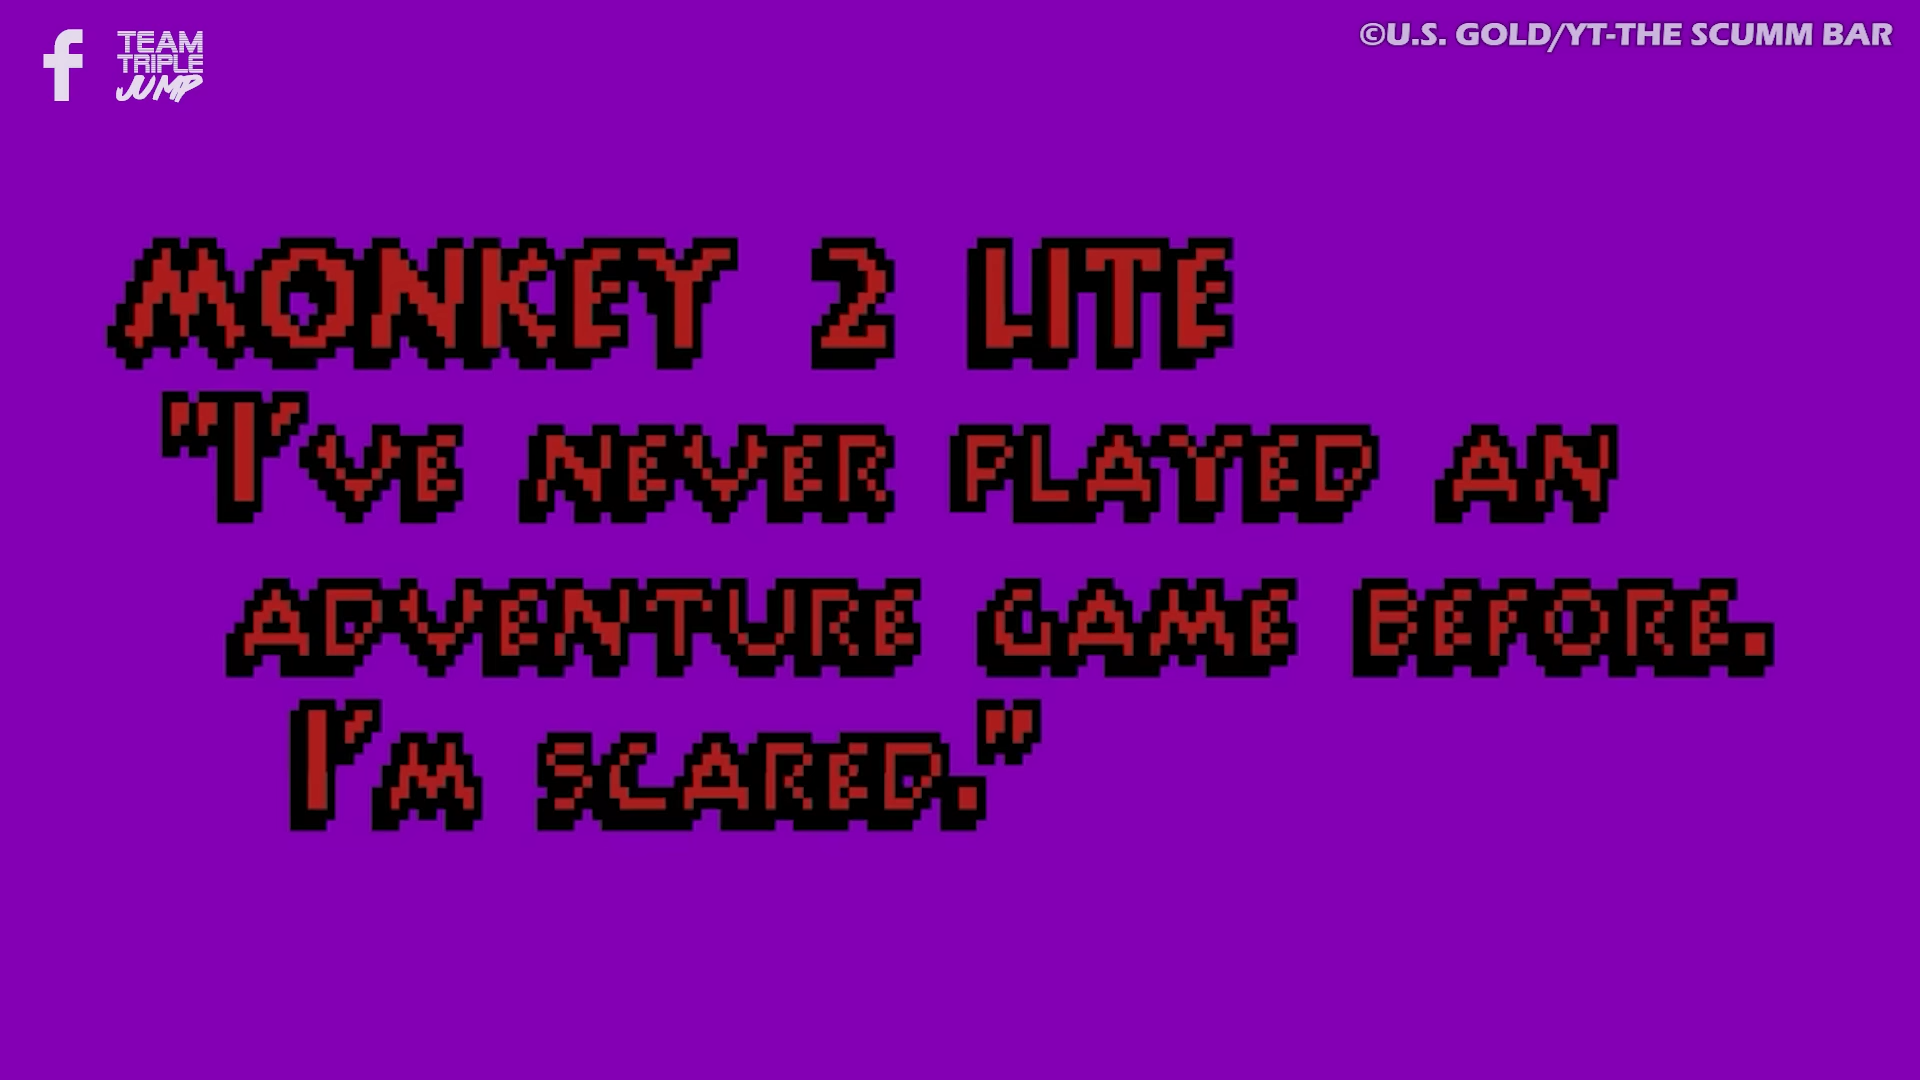 f TEAM
TRIPLE
JUMP
©U.S. GOLD/YT-THE SCUMM BAR
MONKEY 2 LITE
"I'VE NEVER PLAYED AN
ADVENTURE GAME BEFORE.
I'M SCARED."